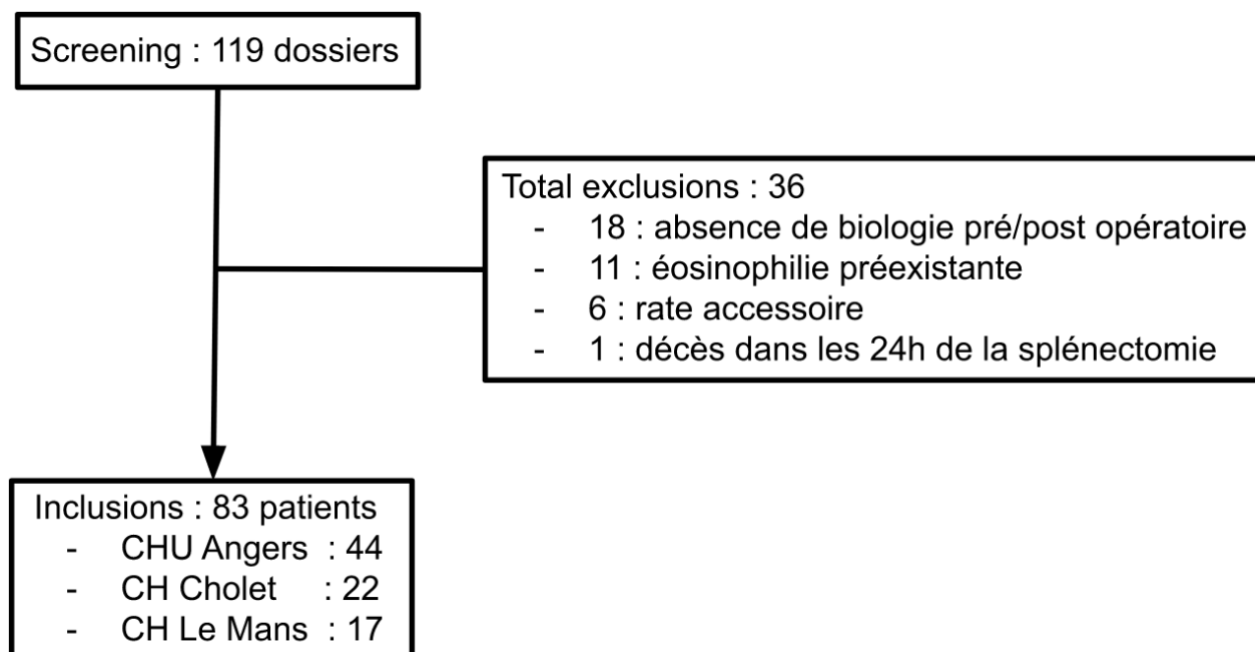 Screening : 119 dossiers
Total exclusions : 36
- 18 : absence de biologie pré/post opératoire
- 11 : éosinophilie préexistante
- 6 : rate accessoire
- 1 : décès dans les 24h de la splénectomie
Inclusions : 83 patients
- CHU Angers : 44
- CH Cholet : 22
- CH Le Mans : 17